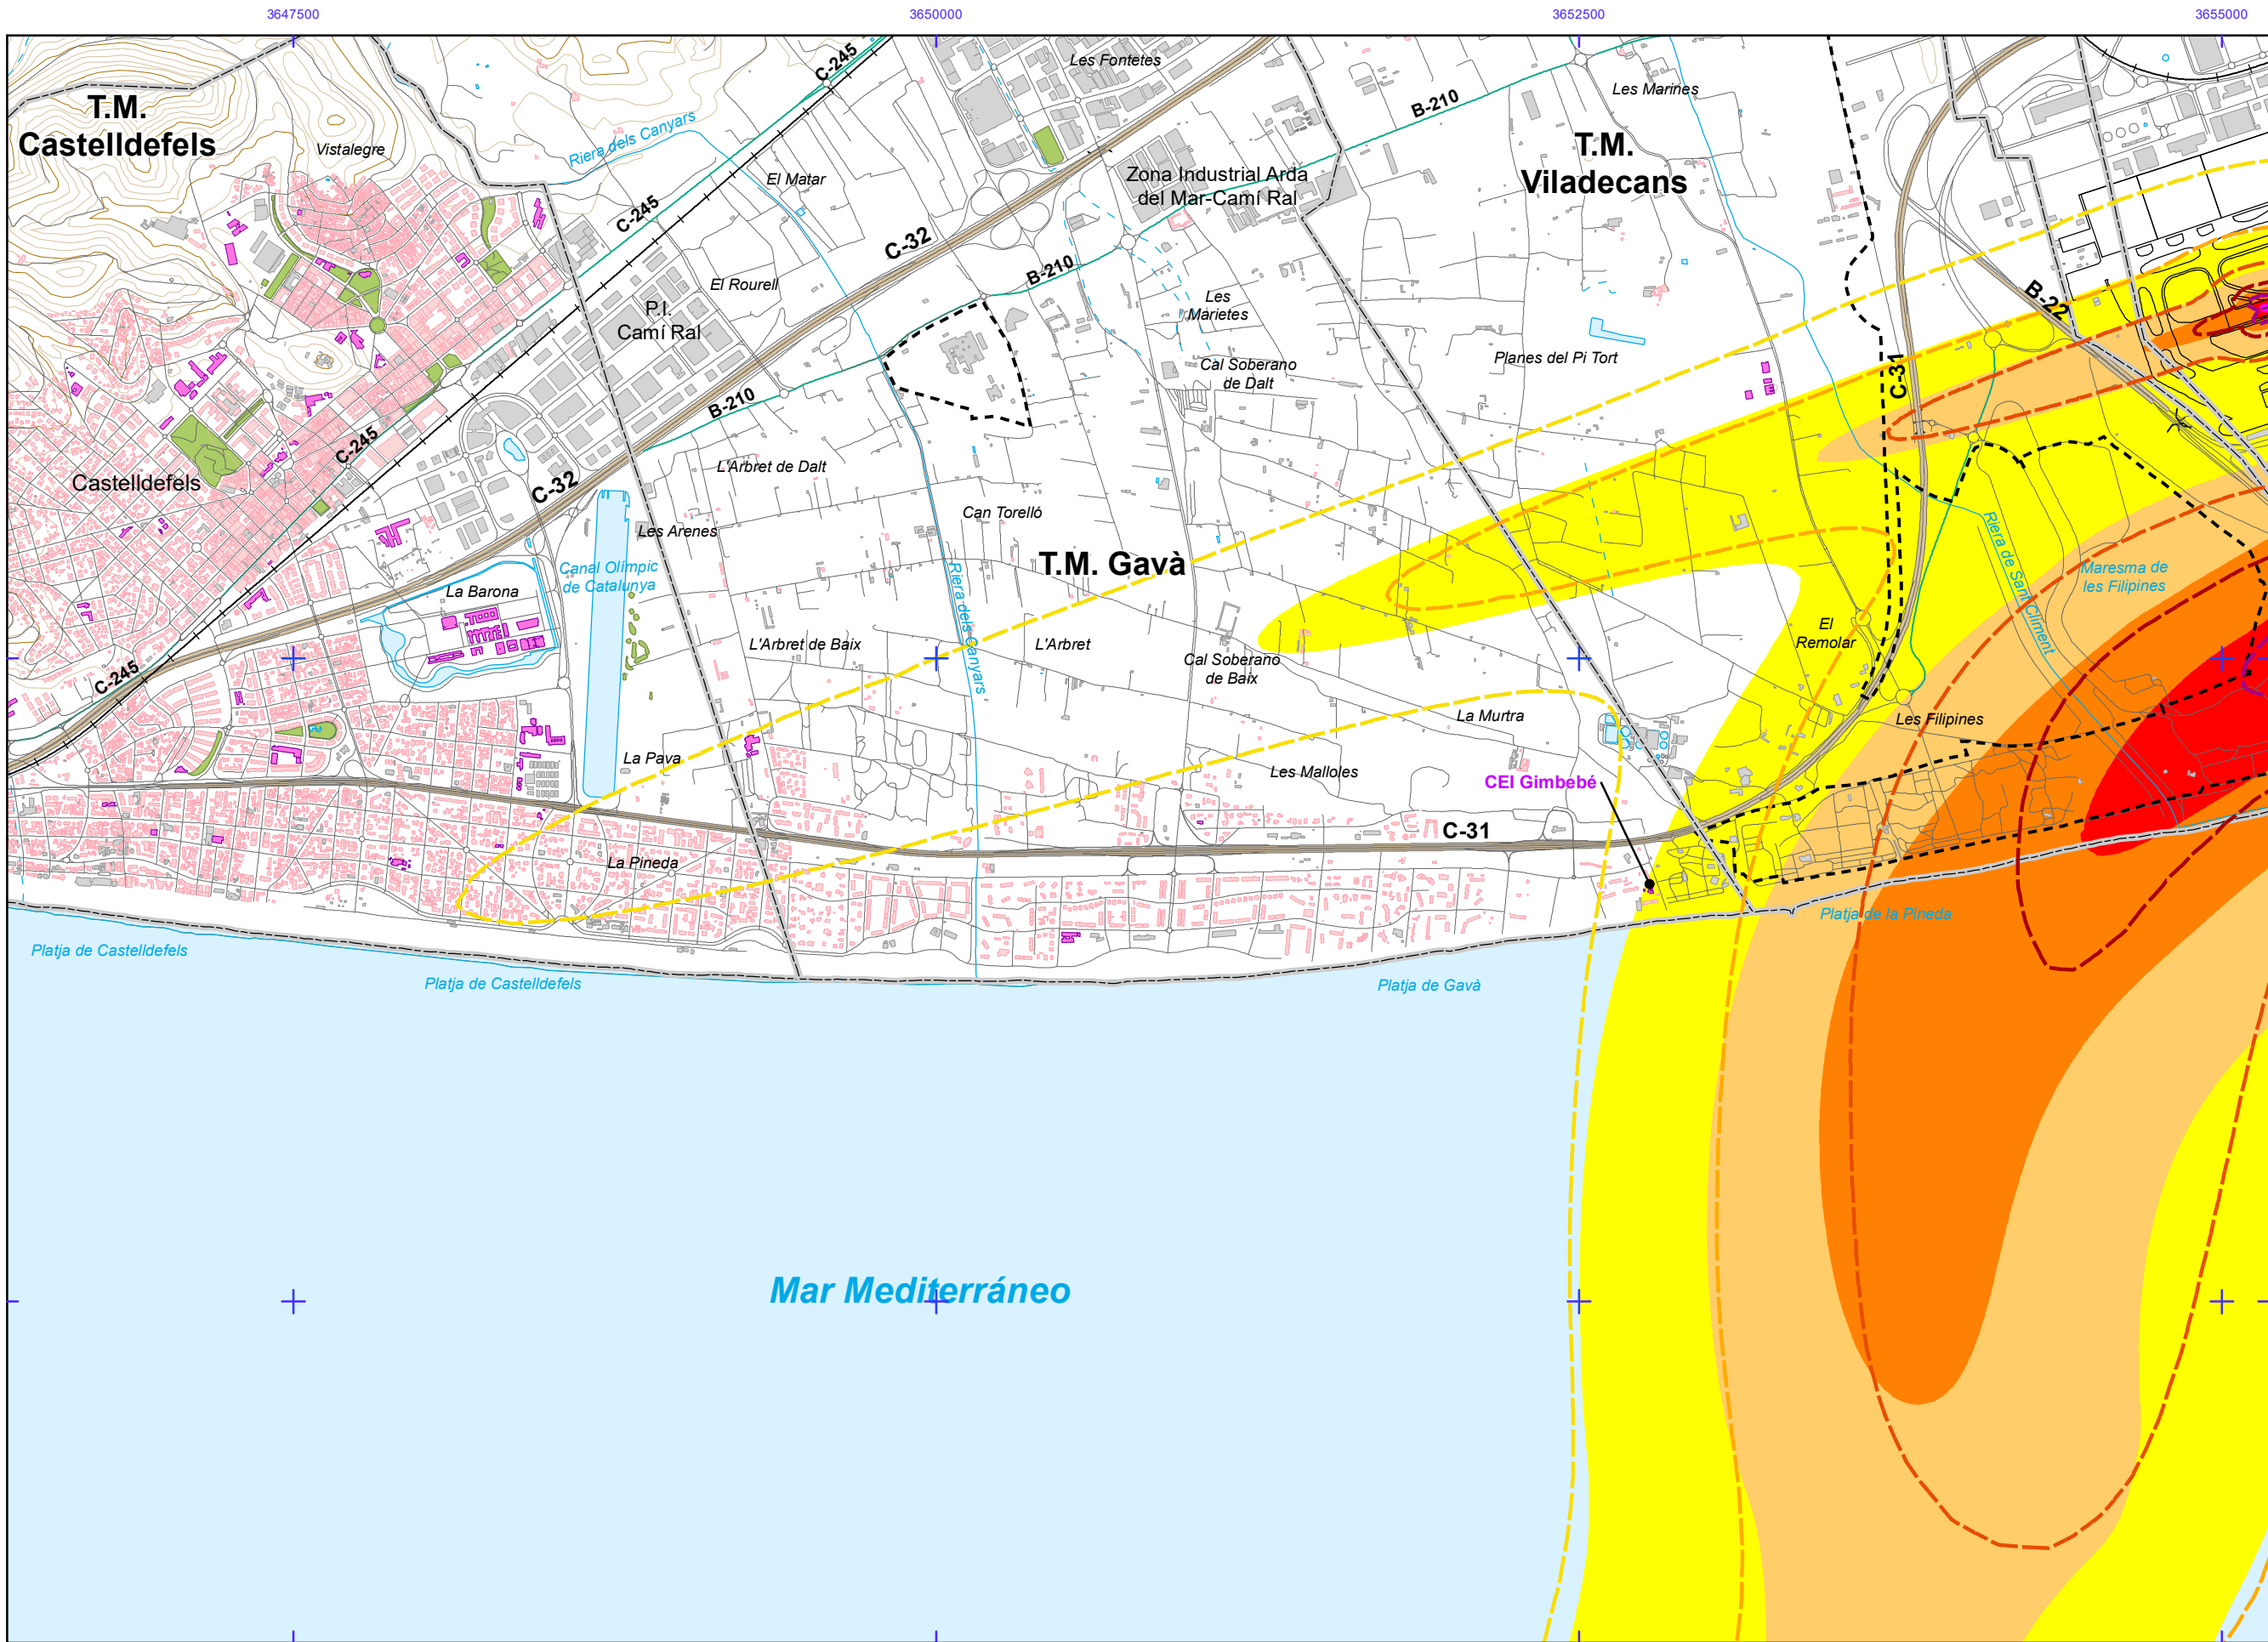 3647500
3650000
3652500
3655000
T.M.
Castelldefels
Vistalegre
Riera dels Canyars
C-245
Les Fontetes
B-210
Les Marines
T.M.
Viladecans
El Matar
Zona Industrial Arda
del Mar-Camí Ral
C-245
C-32
B-210
El Rourell
P.I.
Camí Ral
Les
Marietes
B-22
Planes del Pi Tort
Cal Soberano
de Dalt
C-31
B-210
C-245
Castelldefels
C-32
L'Arbret de Dalt
Can Torelló
Les Arenes
Riera de Sant Climent
Canal Olímpic
de Catalunya
La Barona
T.M. Gavà
Riera dels Canyars
Maresma de
les Filipines
L'Arbret de Baix
L'Arbret
Cal Soberano
de Baix
El
Remolar
C-245
La Murtra
Les Filipines
La Pava
Les Malloles
CEI Gimbebé
C-31
La Pineda
Platja de la Pineda
Platja de Castelldefels
Platja de Castelldefels
Platja de Gavà
Mar Mediterráneo